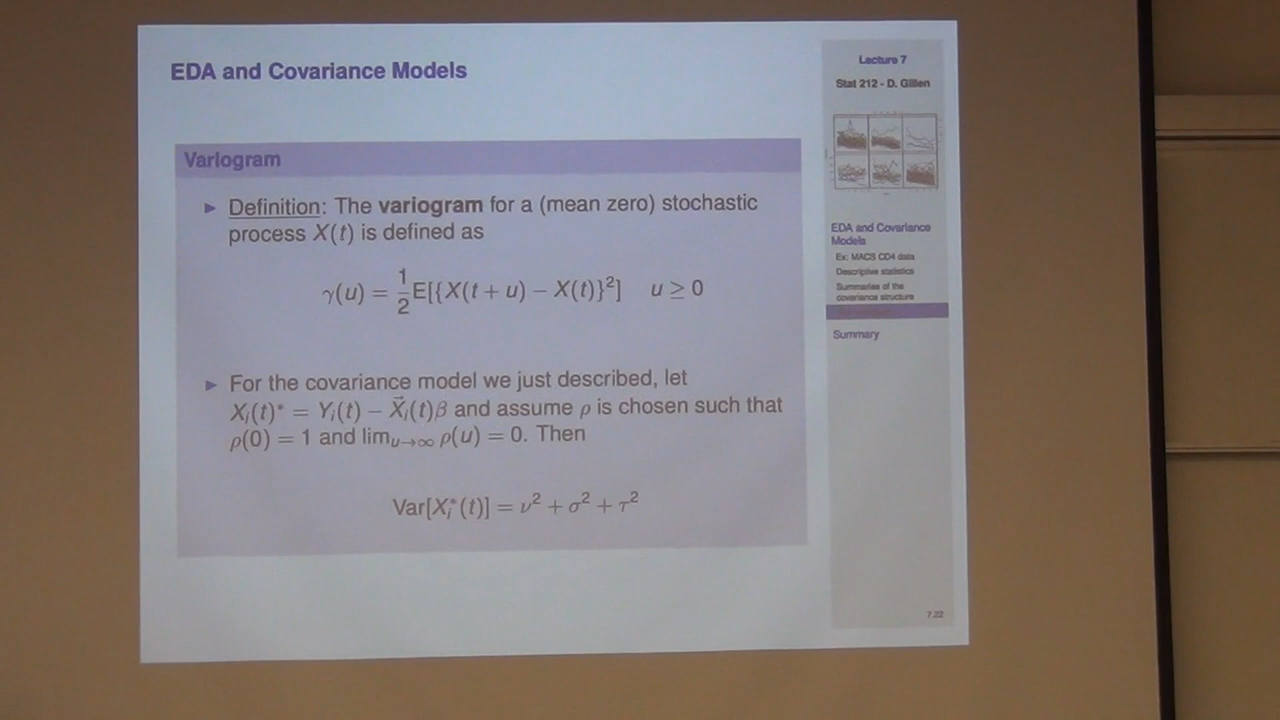 EDA and Covariance Models
Variogram
Definition: The variogram for a (mean zero) stochastic
process X(t) is defined as
γ(u) = 1/2 E[{X(t + u) − X(t)}²] u ≥ 0
For the covariance model we just described, let
Xᵢ(t)* = Yᵢ(t) − X⃗ᵢ(t)β and assume ρ is chosen such that
ρ(0) = 1 and lim_{u→∞} ρ(u) = 0. Then
Var[Xᵢ*(t)] = ν² + σ² + τ²
Lecture 7
Stat 212 - D. Gillen
EDA and Covariance
Models
Ex: MACS CD4 data
Descriptive statistics
Summaries of the
covariance structure
Summary
7.22